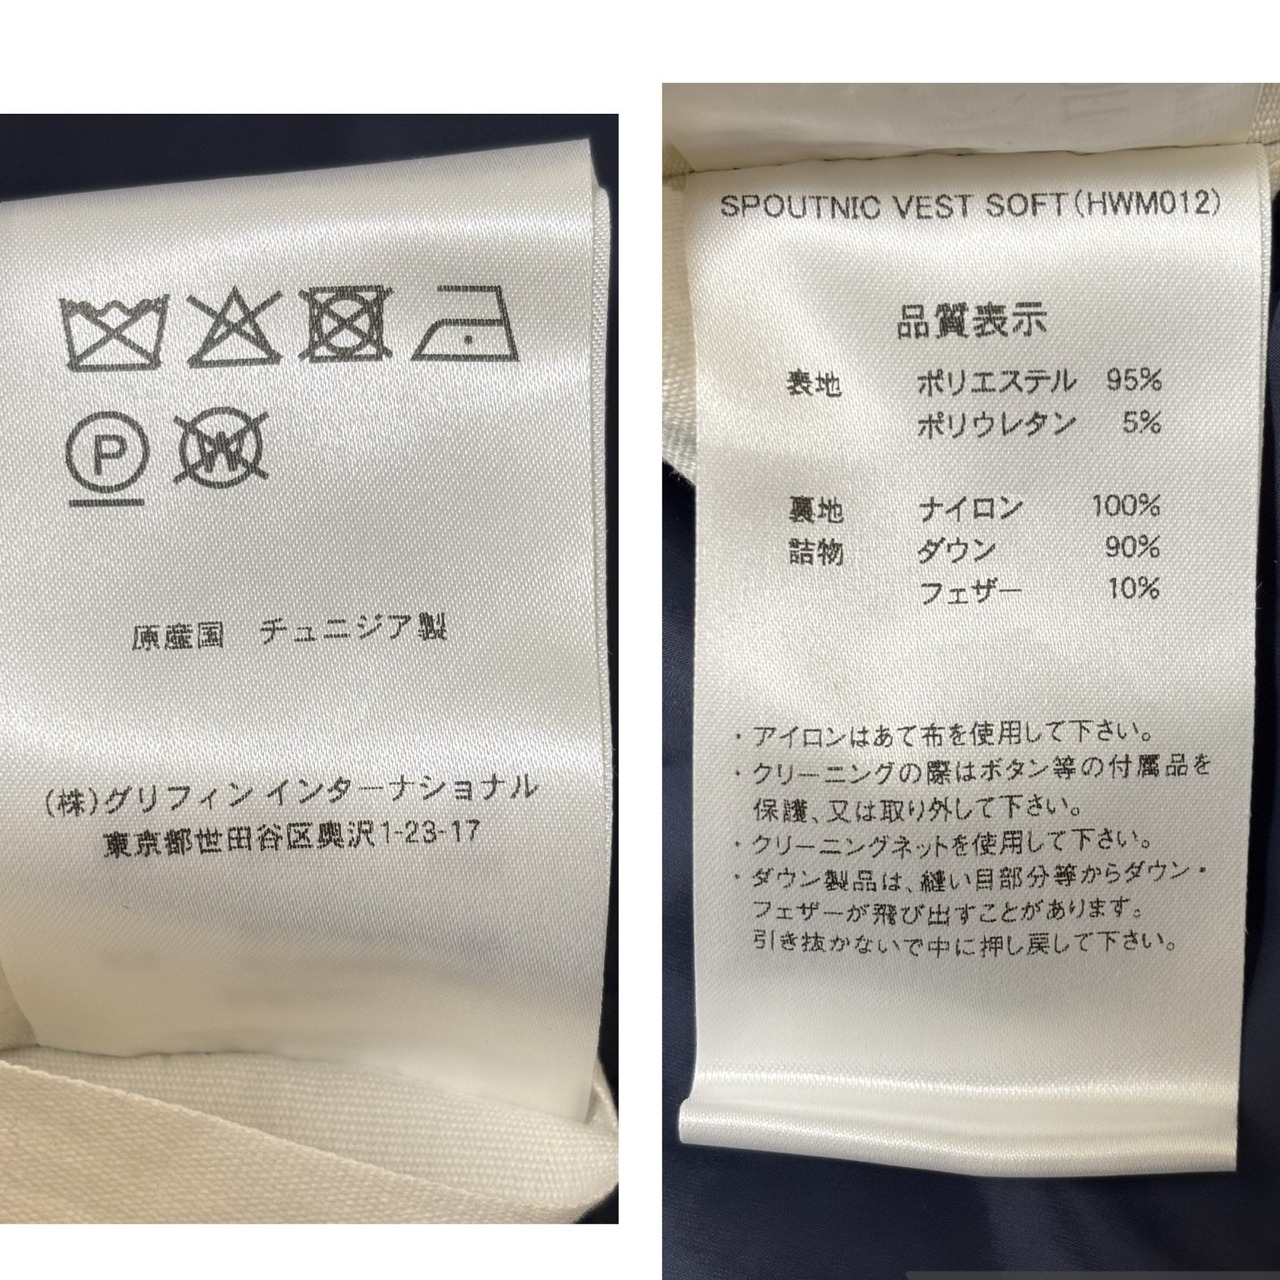 P
W
原産国 チュニジア製
(株)グリフィン インターナショナル
東京都世田谷区奥沢1-23-17
SPOUTNIC VEST SOFT(HWM012)
品質表示
表地 ポリエステル 95%
ポリウレタン 5%
裏地 ナイロン 100%
詰物 ダウン 90%
フェザー 10%
・アイロンはあて布を使用して下さい。
・クリーニングの際はボタン等の付属品を
保護、又は取り外して下さい。
・クリーニングネットを使用して下さい。
・ダウン製品は、縫い目部分等からダウン・
フェザーが飛び出すことがあります。
引き抜かないで中に押し戻して下さい。